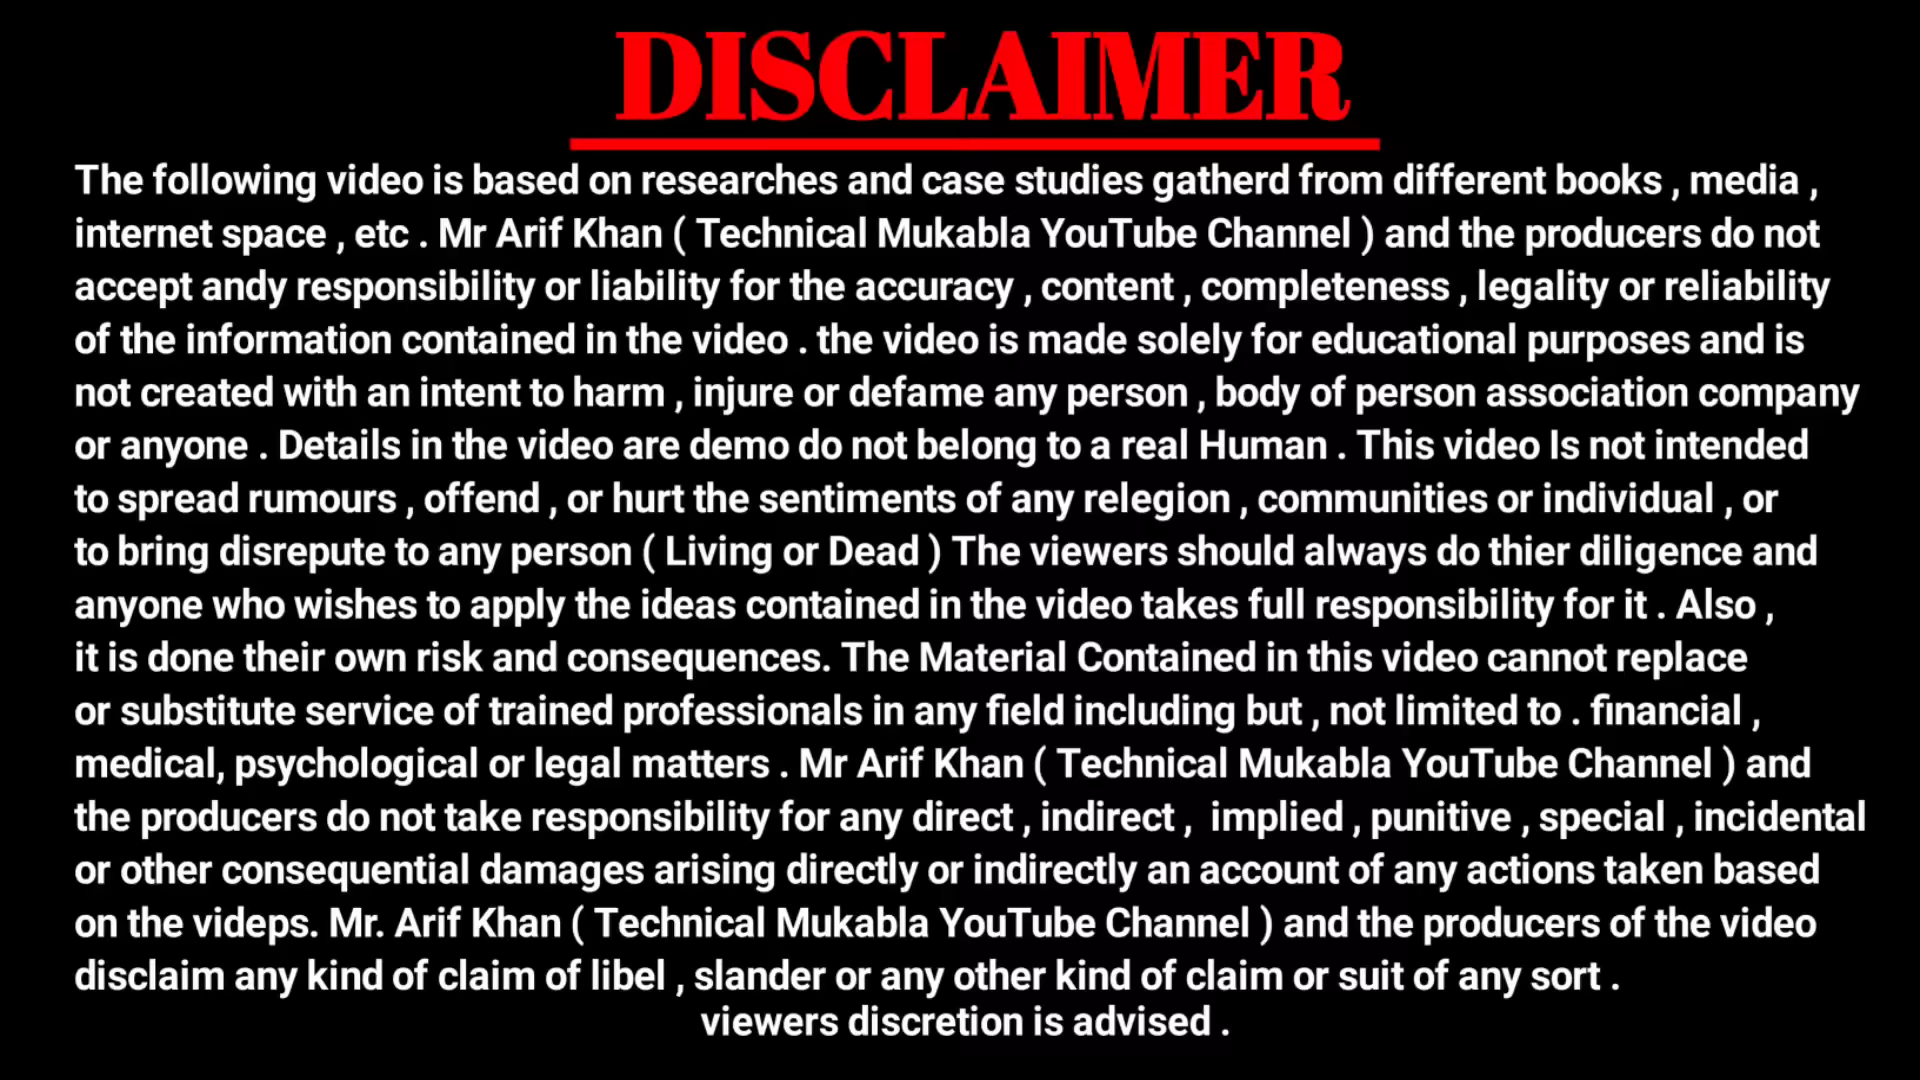 DISCLAIMER
The following video is based on researches and case studies gatherd from different books , media ,
internet space , etc . Mr Arif Khan ( Technical Mukabla YouTube Channel ) and the producers do not
accept andy responsibility or liability for the accuracy , content , completeness , legality or reliability
of the information contained in the video . the video is made solely for educational purposes and is
not created with an intent to harm , injure or defame any person , body of person association company
or anyone . Details in the video are demo do not belong to a real Human . This video Is not intended
to spread rumours , offend , or hurt the sentiments of any relegion , communities or individual , or
to bring disrepute to any person ( Living or Dead ) The viewers should always do thier diligence and
anyone who wishes to apply the ideas contained in the video takes full responsibility for it . Also ,
it is done their own risk and consequences. The Material Contained in this video cannot replace
or substitute service of trained professionals in any field including but , not limited to . financial ,
medical, psychological or legal matters . Mr Arif Khan ( Technical Mukabla YouTube Channel ) and
the producers do not take responsibility for any direct , indirect ,  implied , punitive , special , incidental
or other consequential damages arising directly or indirectly an account of any actions taken based
on the videps. Mr. Arif Khan ( Technical Mukabla YouTube Channel ) and the producers of the video
disclaim any kind of claim of libel , slander or any other kind of claim or suit of any sort .
viewers discretion is advised .